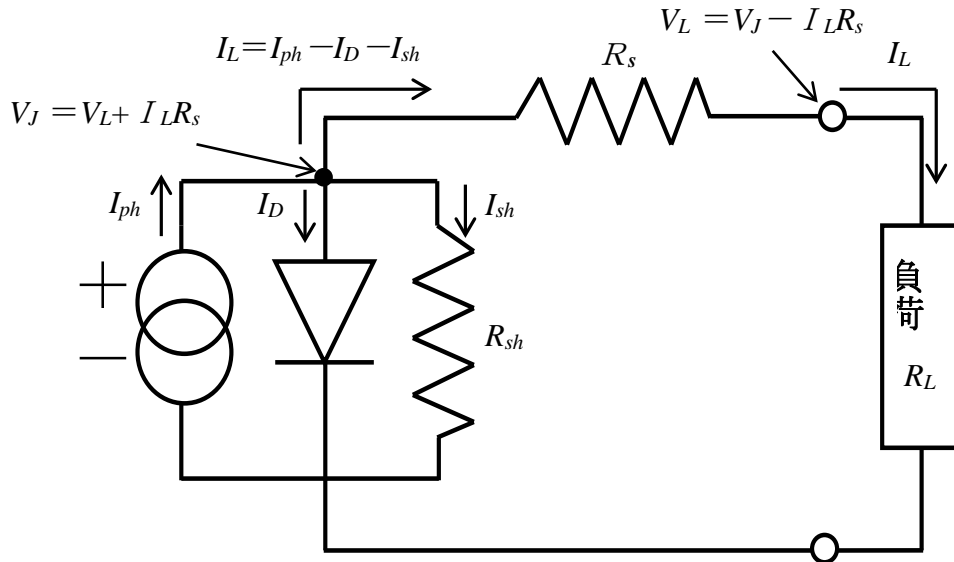 V_L ＝V_J－ I_L R_s
I_L＝I_ph－I_D－I_sh
R_s
I_L
V_J ＝V_L+ I_L R_s
I_ph
I_D
I_sh
＋
－
負
荷
R_sh
R_L